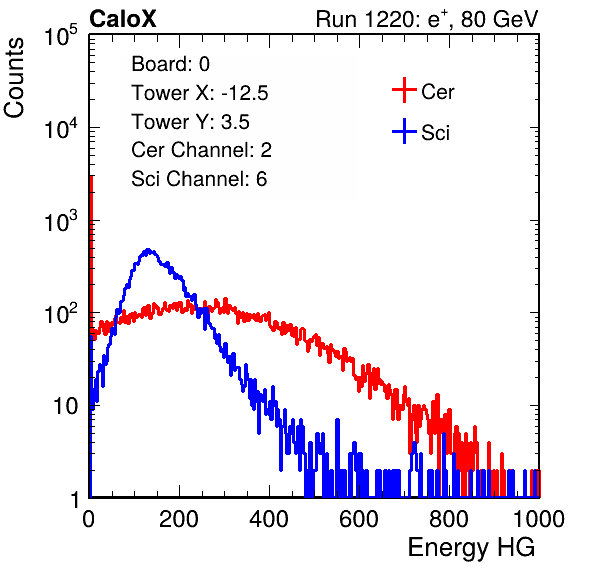 CaloX Run 1220: e⁺, 80 GeV
Board: 0
Tower X: -12.5
Tower Y: 3.5
Cer Channel: 2
Sci Channel: 6
Cer
Sci
Counts
10⁵
10⁴
10³
10²
10
1
0 200 400 600 800 1000
Energy HG